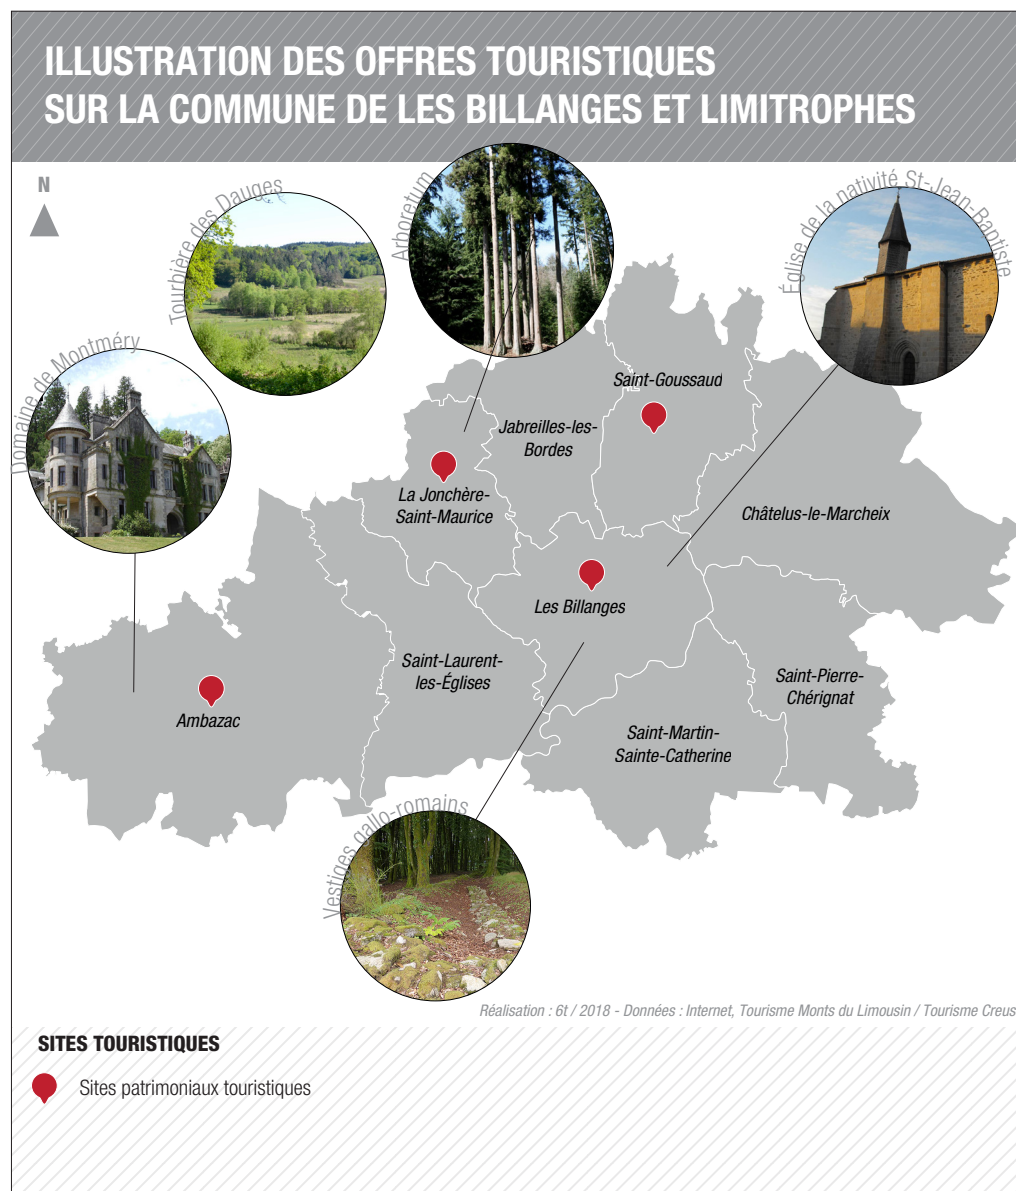 ILLUSTRATION DES OFFRES TOURISTIQUES
SUR LA COMMUNE DE LES BILLANGES ET LIMITROPHES
N
Tourbière des Dauges
Arboretum
Église de la nativité St-Jean-Baptiste
Domaine de Montméry
Saint-Goussaud
Jabreilles-les-
Bordes
La Jonchère-
Saint-Maurice
Châtelus-le-Marcheix
Les Billanges
Saint-Laurent-
les-Églises
Saint-Pierre-
Chérignat
Ambazac
Saint-Martin-
Sainte-Catherine
Vestiges gallo-romains
Réalisation : 6t / 2018 - Données : Internet, Tourisme Monts du Limousin / Tourisme Creus
SITES TOURISTIQUES
Sites patrimoniaux touristiques